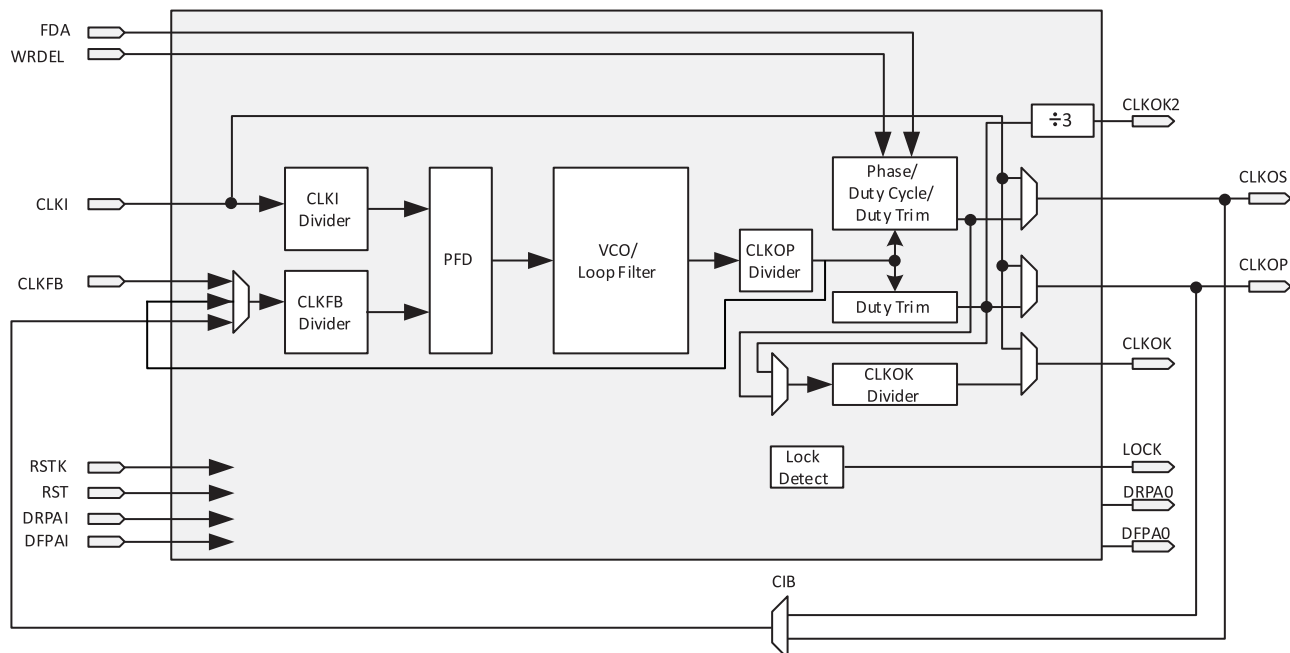 FDA
WRDEL
CLKOK2
÷3
Phase/
Duty Cycle/
Duty Trim
CLKOS
CLKI
CLKI
Divider
PFD
VCO/
Loop Filter
CLKOP
Divider
CLKOP
CLKFB
CLKFB
Divider
Duty Trim
CLKOK
CLKOK
Divider
Lock
Detect
LOCK
RSTK
RST
DRPAI
DFPAI
DRPA0
DFPA0
CIB